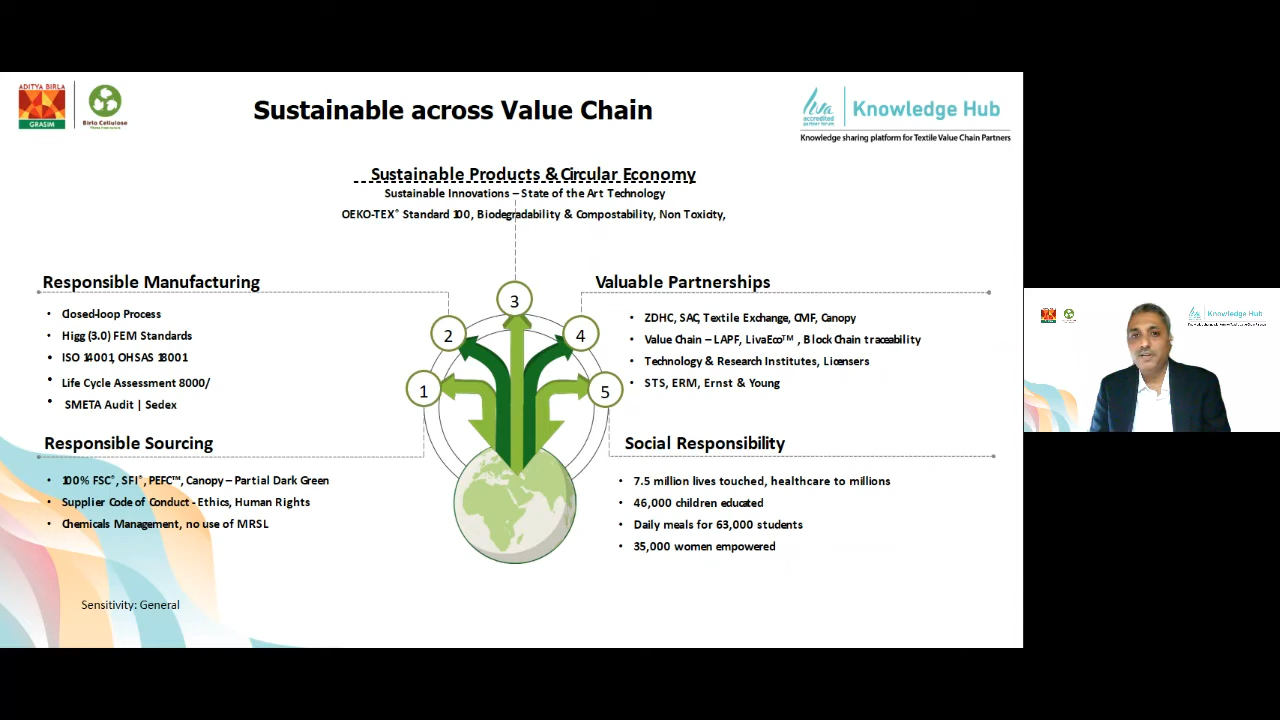 ADITYA BIRLA
GRASIM
Birla Cellulose
Sustainable across Value Chain
Liva
accredited
partner forum
Knowledge Hub
Knowledge sharing platform for Textile Value Chain Partners
Sustainable Products & Circular Economy
Sustainable Innovations – State of the Art Technology
OEKO-TEX® Standard 100, Biodegradability & Compostability, Non Toxicity,
Responsible Manufacturing
• Closed-loop Process
• Higg (3.0) FEM Standards
• ISO 14001, OHSAS 18001
• Life Cycle Assessment 8000/
• SMETA Audit | Sedex
Responsible Sourcing
• 100% FSC®, SFI®, PEFC™, Canopy – Partial Dark Green
• Supplier Code of Conduct - Ethics, Human Rights
• Chemicals Management, no use of MRSL
1
2
3
4
5
Valuable Partnerships
• ZDHC, SAC, Textile Exchange, CMF, Canopy
• Value Chain – LAPF, LivaEco™ , Block Chain traceability
• Technology & Research Institutes, Licensers
• STS, ERM, Ernst & Young
Social Responsibility
• 7.5 million lives touched, healthcare to millions
• 46,000 children educated
• Daily meals for 63,000 students
• 35,000 women empowered
Sensitivity: General
Knowledge Hub